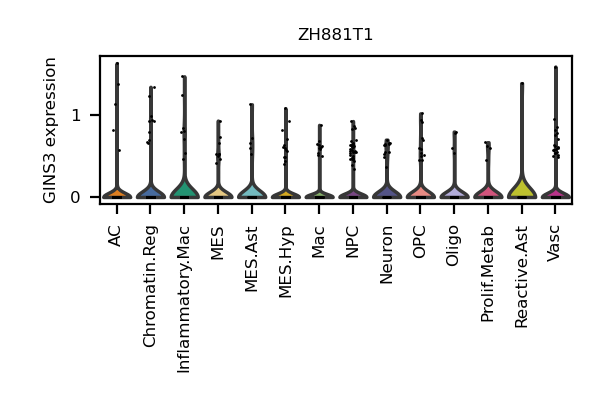 ZH881T1
GINS3 expression
1
0
AC
Chromatin.Reg
Inflammatory.Mac
MES
MES.Ast
MES.Hyp
Mac
NPC
Neuron
OPC
Oligo
Prolif.Metab
Reactive.Ast
Vasc